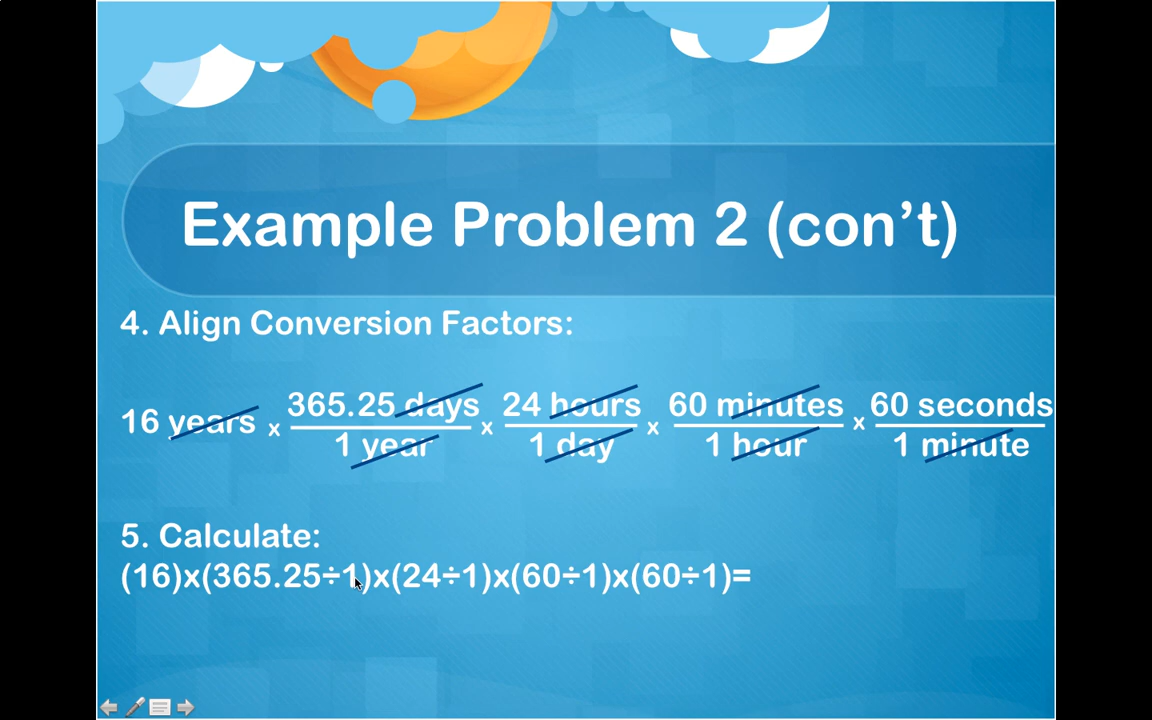 Example Problem 2 (con’t)
4. Align Conversion Factors:
16 years x 365.25 days x 24 hours x 60 minutes x 60 seconds
1 year 1 day 1 hour 1 minute
5. Calculate:
(16)x(365.25÷1)x(24÷1)x(60÷1)x(60÷1)=